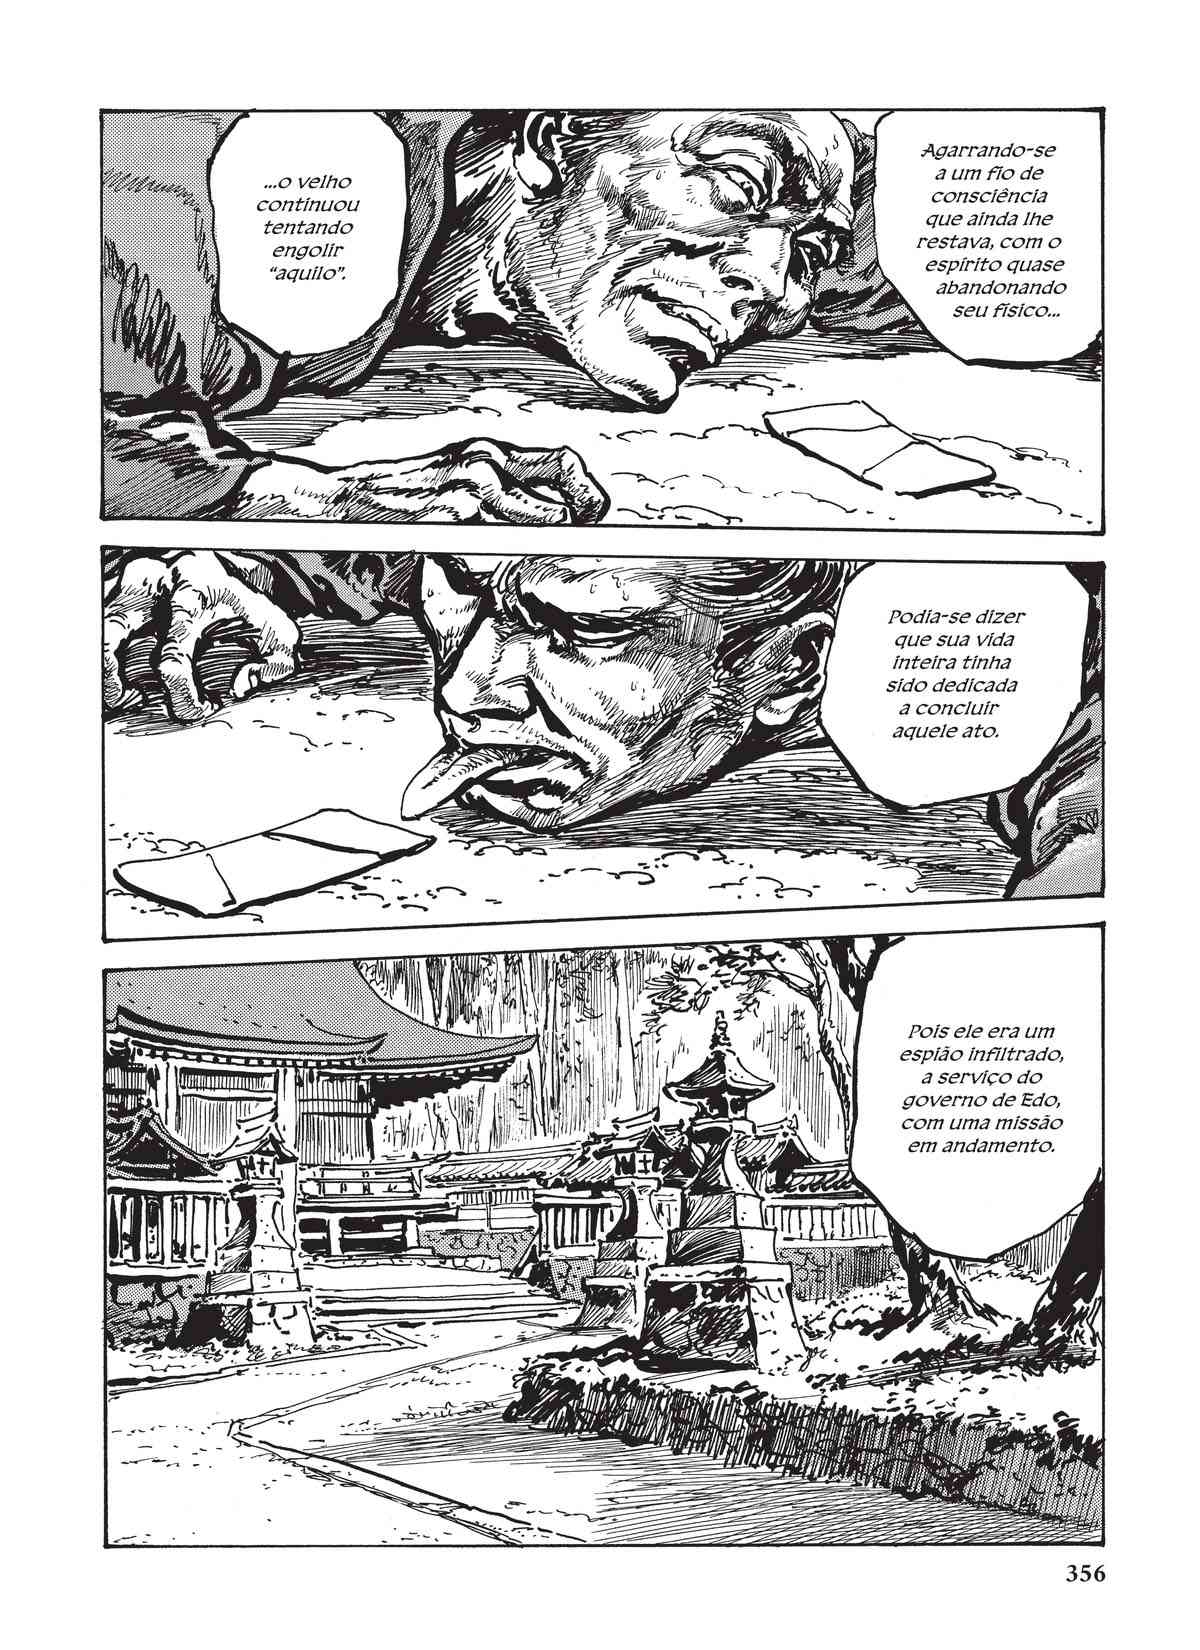 Agarrando-se
a um fio de
consciência
que ainda lhe
restava, com o
espírito quase
abandonando
seu físico...
...o velho
continuou
tentando
engolir
“aquilo”.
Podia-se dizer
que sua vida
inteira tinha
sido dedicada
a concluir
aquele ato.
Pois ele era um
espião infiltrado,
a serviço do
governo de Edo,
com uma missão
em andamento.
356